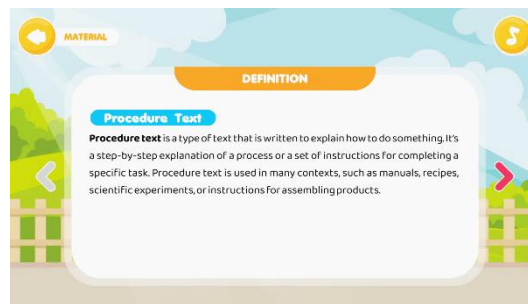 MATERIAL
DEFINITION
Procedure Text
Procedure text is a type of text that is written to explain how to do something. It's
a step-by-step explanation of a process or a set of instructions for completing a
specific task. Procedure text is used in many contexts, such as manuals, recipes,
scientific experiments, or instructions for assembling products.